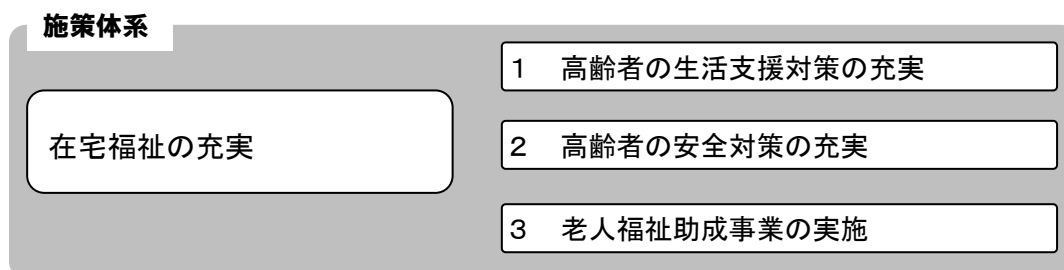 施策体系
在宅福祉の充実
1　高齢者の生活支援対策の充実
2　高齢者の安全対策の充実
3　老人福祉助成事業の実施